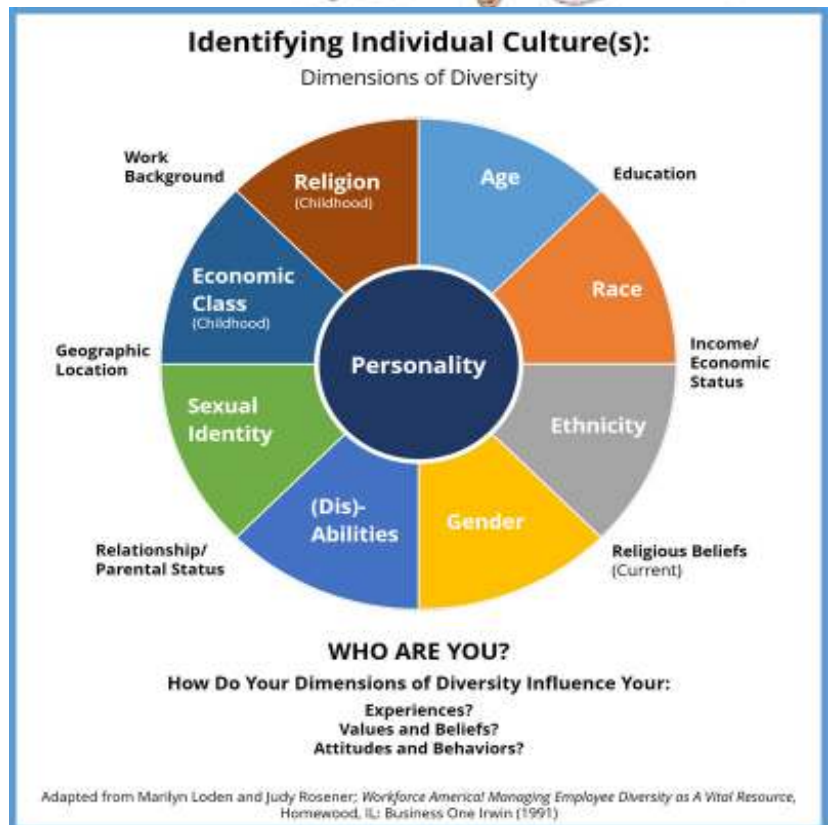 Identifying Individual Culture(s):
Dimensions of Diversity
Work
Background
Religion
(Childhood)
Age
Education
Economic
Class
(Childhood)
Race
Geographic
Location
Personality
Income/
Economic
Status
Sexual
Identity
Ethnicity
(Dis)-
Abilities
Gender
Relationship/
Parental Status
Religious Beliefs
(Current)
WHO ARE YOU?
How Do Your Dimensions of Diversity Influence Your:
Experiences?
Values and Beliefs?
Attitudes and Behaviors?
Adapted from Marilyn Loden and Judy Rosener; Workforce America! Managing Employee Diversity as A Vital Resource,
Homewood, IL: Business One Irwin (1991)